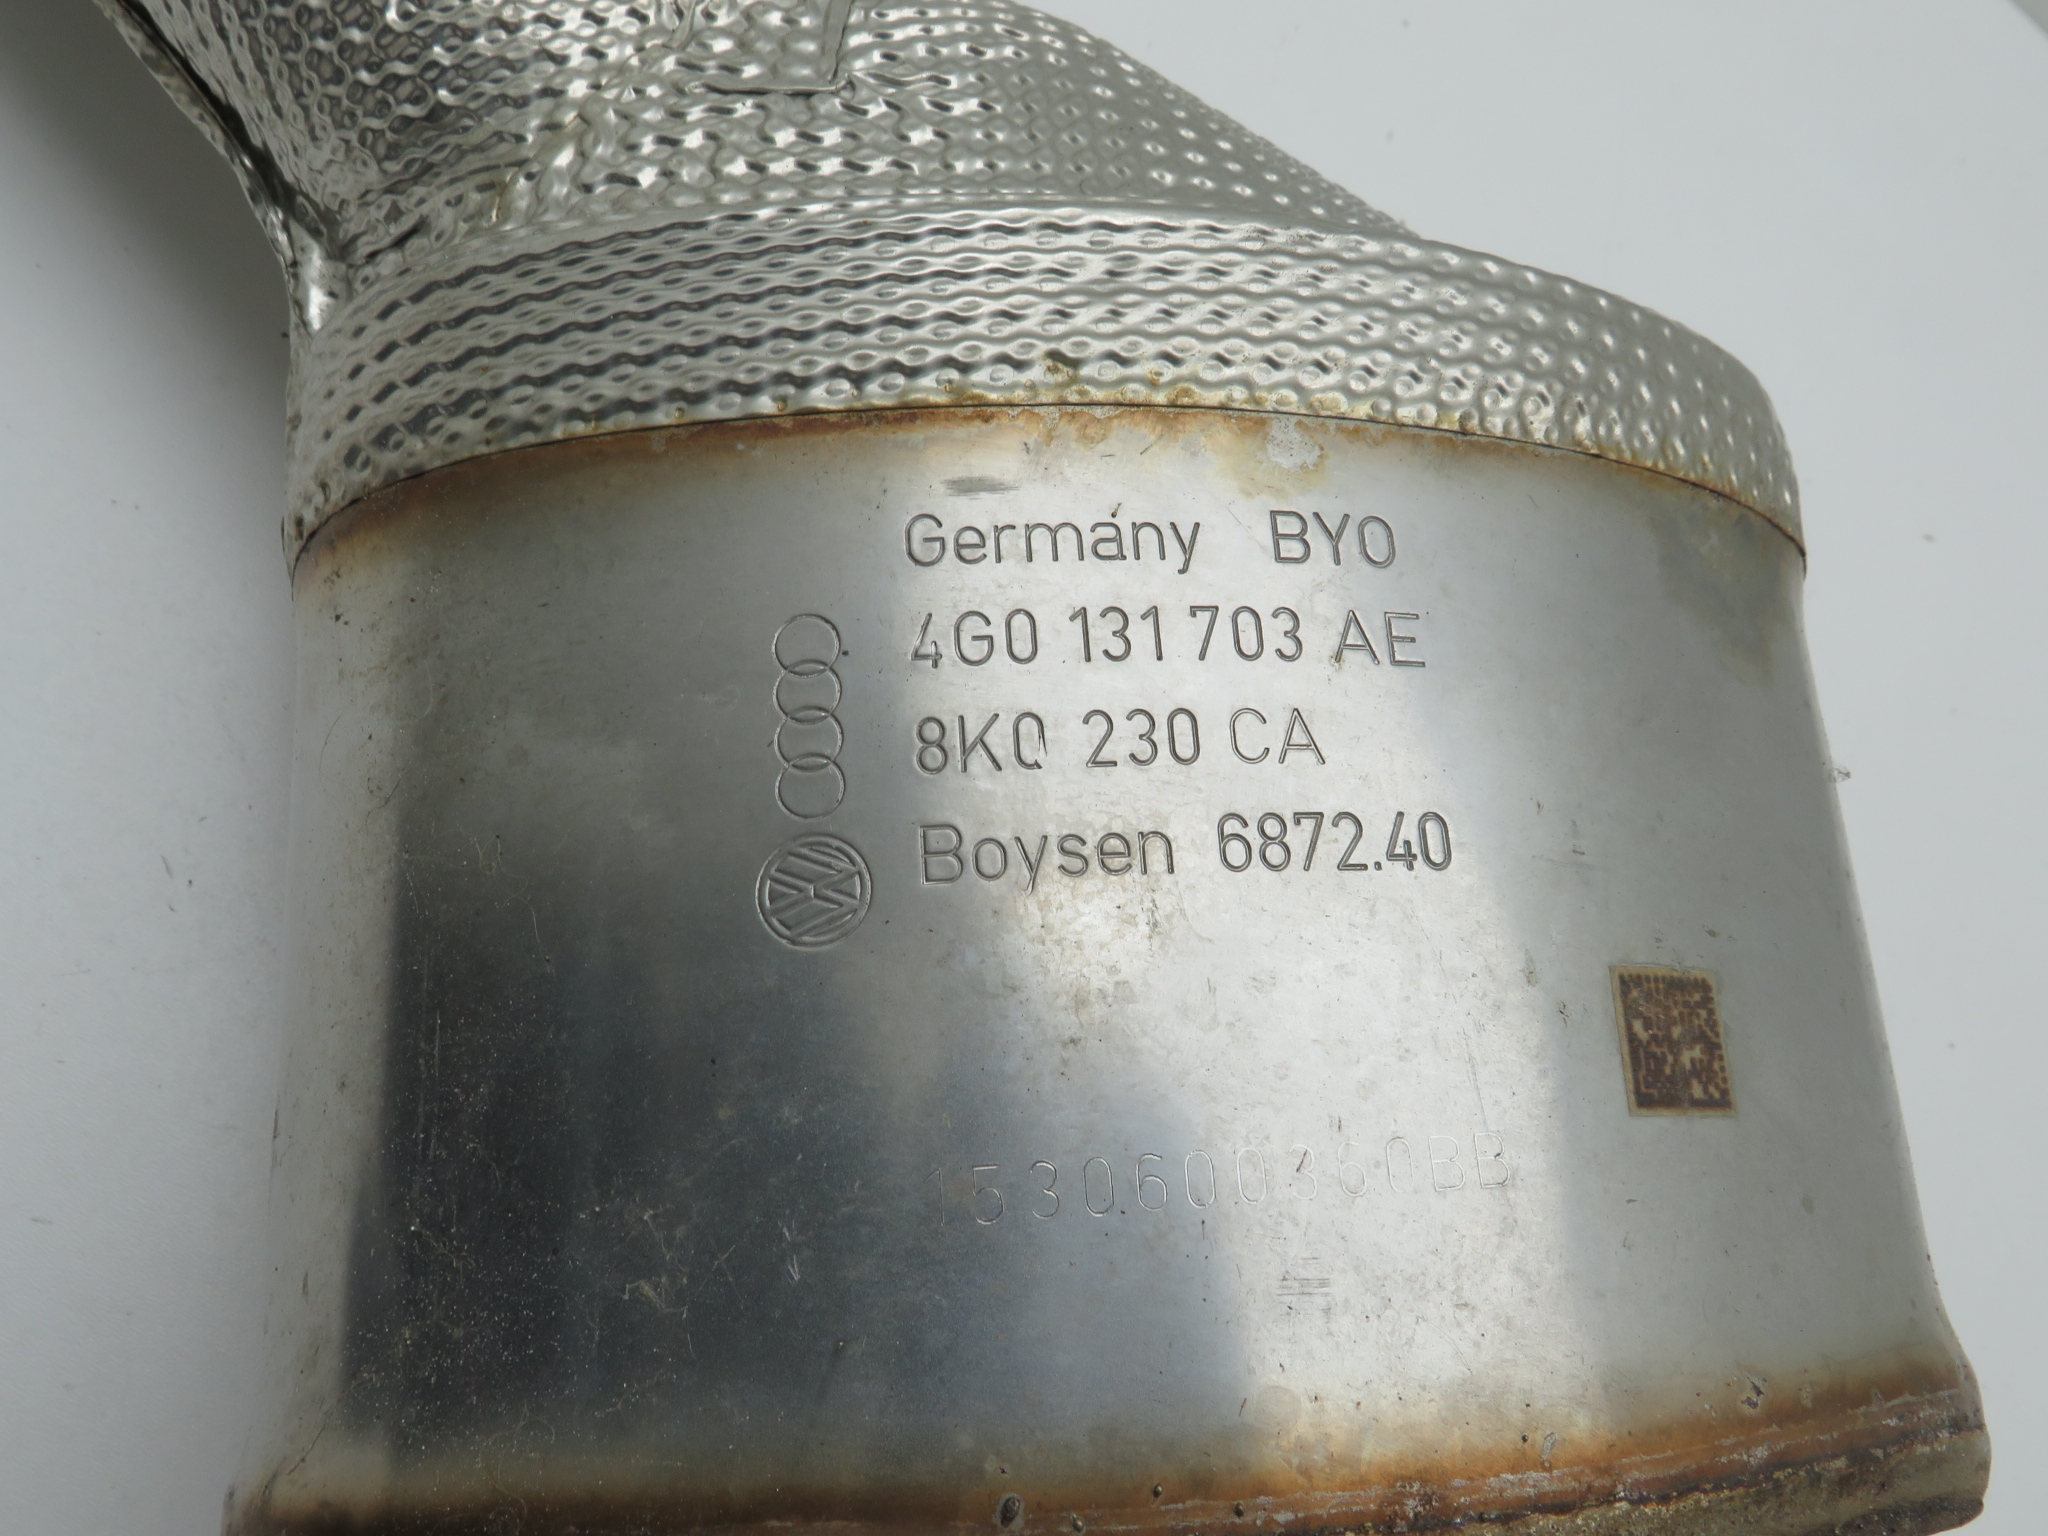 Germany BYO
4G0 131 703 AE
8K0 230 CA
Boysen 6872.40
1530600360BB